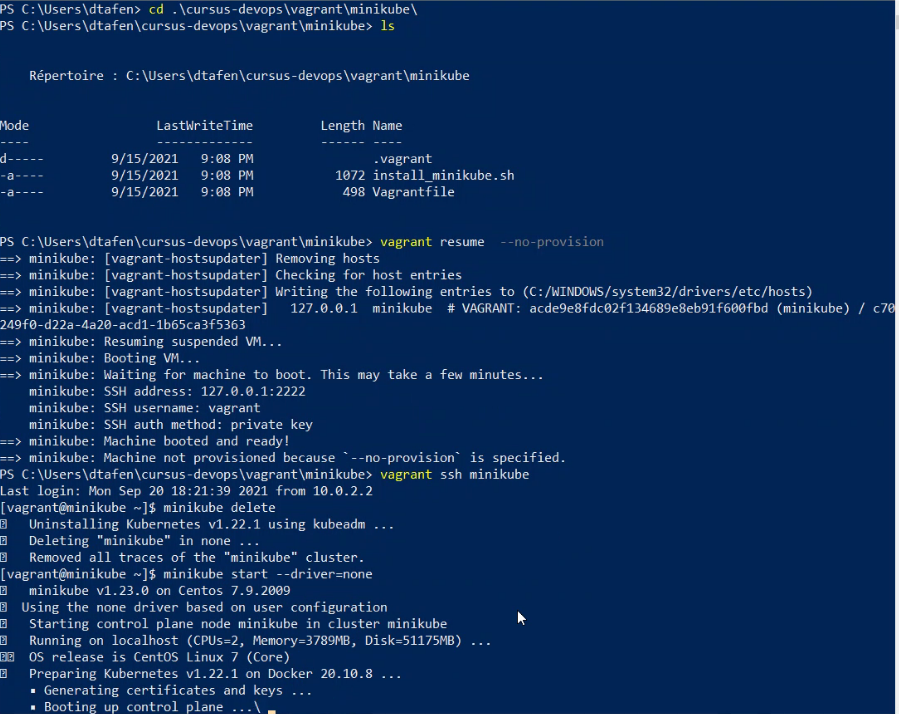 PS C:\Users\dtafen> cd .\cursus-devops\vagrant\minikube\
PS C:\Users\dtafen\cursus-devops\vagrant\minikube> ls
Répertoire : C:\Users\dtafen\cursus-devops\vagrant\minikube
Mode                 LastWriteTime         Length Name
----                 -------------         ------ ----
d-----         9/15/2021   9:08 PM                .vagrant
-a----         9/15/2021   9:08 PM           1072 install_minikube.sh
-a----         9/15/2021   9:08 PM            498 Vagrantfile
PS C:\Users\dtafen\cursus-devops\vagrant\minikube> vagrant resume  --no-provision
==> minikube: [vagrant-hostsupdater] Removing hosts
==> minikube: [vagrant-hostsupdater] Checking for host entries
==> minikube: [vagrant-hostsupdater] Writing the following entries to (C:/WINDOWS/system32/drivers/etc/hosts)
==> minikube: [vagrant-hostsupdater]   127.0.0.1  minikube  # VAGRANT: acde9e8fdc02f134689e8eb91f600fbd (minikube) / c70
249f0-d22a-4a20-acd1-1b65ca3f5363
==> minikube: Resuming suspended VM...
==> minikube: Booting VM...
==> minikube: Waiting for machine to boot. This may take a few minutes...
    minikube: SSH address: 127.0.0.1:2222
    minikube: SSH username: vagrant
    minikube: SSH auth method: private key
==> minikube: Machine booted and ready!
==> minikube: Machine not provisioned because `--no-provision` is specified.
PS C:\Users\dtafen\cursus-devops\vagrant\minikube> vagrant ssh minikube
Last login: Mon Sep 20 18:21:39 2021 from 10.0.2.2
[vagrant@minikube ~]$ minikube delete
Uninstalling Kubernetes v1.22.1 using kubeadm ...
Deleting "minikube" in none ...
Removed all traces of the "minikube" cluster.
[vagrant@minikube ~]$ minikube start --driver=none
minikube v1.23.0 on Centos 7.9.2009
Using the none driver based on user configuration
Starting control plane node minikube in cluster minikube
Running on localhost (CPUs=2, Memory=3789MB, Disk=51175MB) ...
OS release is CentOS Linux 7 (Core)
Preparing Kubernetes v1.22.1 on Docker 20.10.8 ...
▪ Generating certificates and keys ...
▪ Booting up control plane ...\